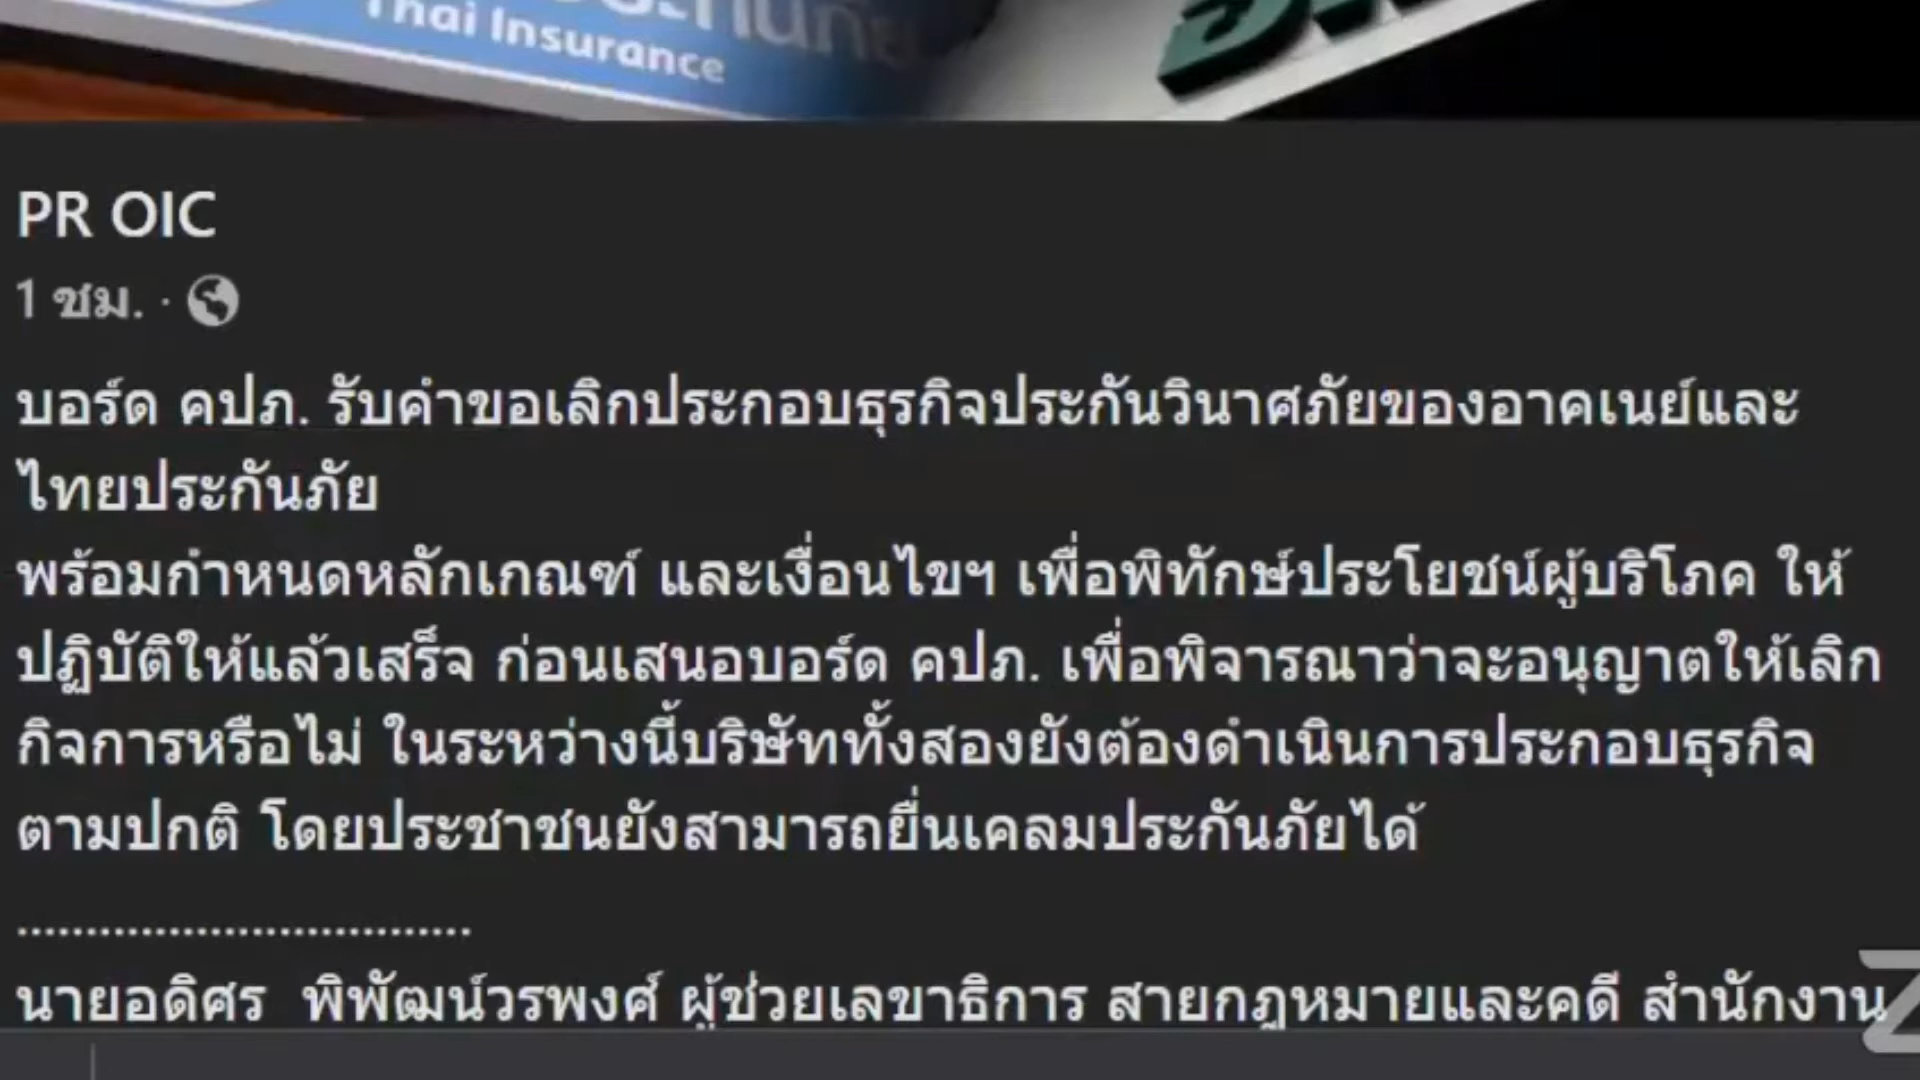 Thai Insurance
PR OIC
1 ชม. ·
บอร์ด คปภ. รับคำขอเลิกประกอบธุรกิจประกันวินาศภัยของอาคเนย์และ
ไทยประกันภัย
พร้อมกำหนดหลักเกณฑ์ และเงื่อนไขฯ เพื่อพิทักษ์ประโยชน์ผู้บริโภค ให้
ปฏิบัติให้แล้วเสร็จ ก่อนเสนอบอร์ด คปภ. เพื่อพิจารณาว่าจะอนุญาตให้เลิก
กิจการหรือไม่ ในระหว่างนี้บริษัททั้งสองยังต้องดำเนินการประกอบธุรกิจ
ตามปกติ โดยประชาชนยังสามารถยื่นเคลมประกันภัยได้
.................................
นายอดิศร  พิพัฒน์วรพงศ์ ผู้ช่วยเลขาธิการ สายกฎหมายและคดี สำนักงาน